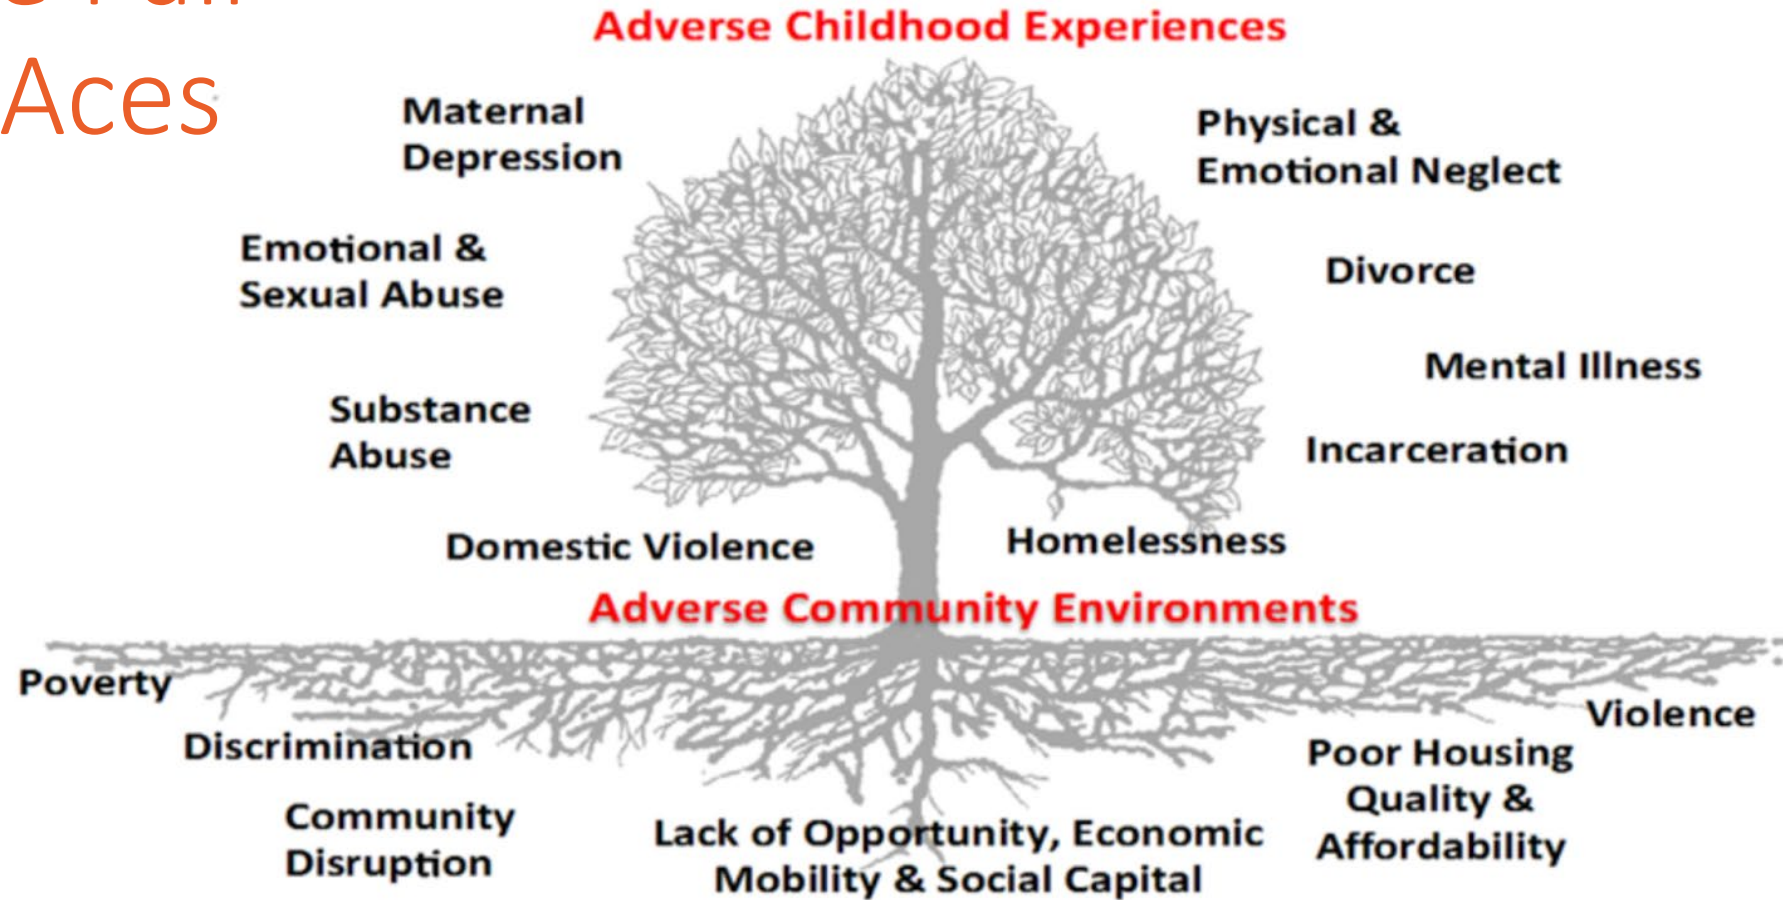 Aces
Adverse Childhood Experiences
Maternal
Depression
Physical &
Emotional Neglect
Emotional &
Sexual Abuse
Divorce
Mental Illness
Substance
Abuse
Incarceration
Domestic Violence
Homelessness
Adverse Community Environments
Poverty
Violence
Discrimination
Poor Housing
Quality &
Affordability
Community
Disruption
Lack of Opportunity, Economic
Mobility & Social Capital